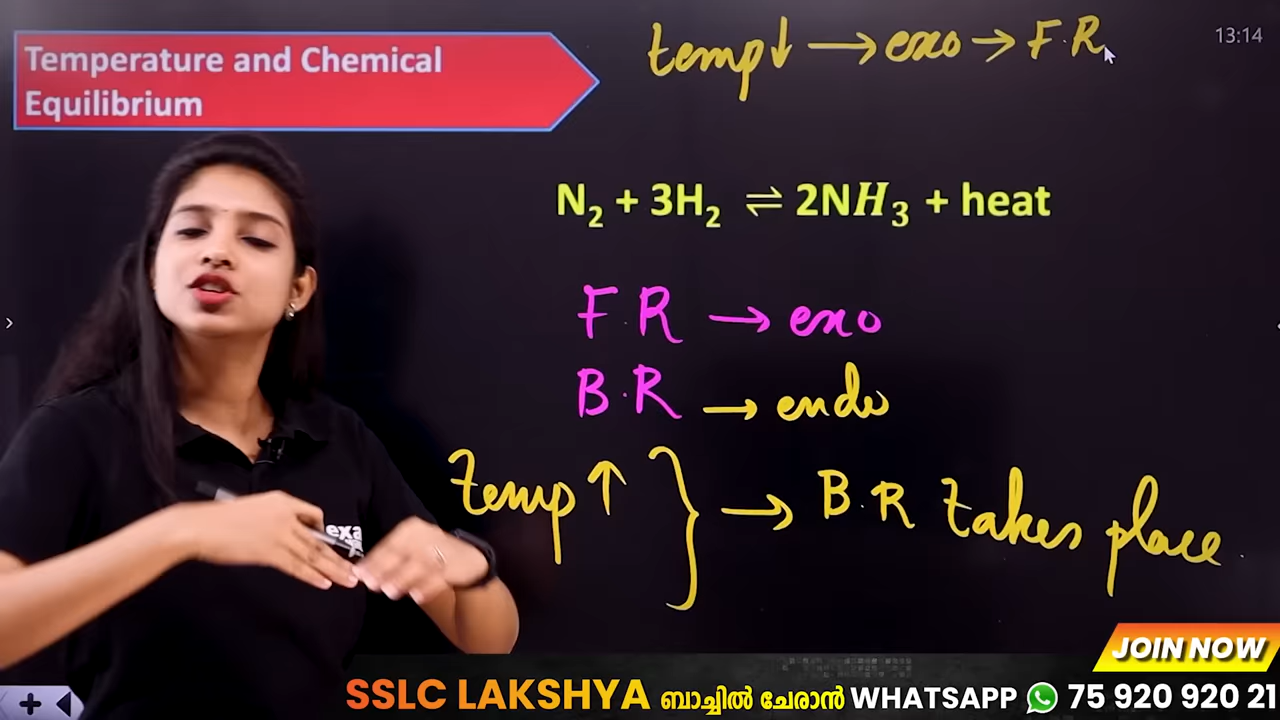 Temperature and Chemical
Equilibrium
temp↓ → exo → F.R
13:14
N₂ + 3H₂ ⇌ 2NH₃ + heat
F.R → exo
B.R → endo
temp ↑ } → B.R takes place.
exa
JOIN NOW
SSLC LAKSHYA ബാച്ചിൽ ചേരാൻ WHATSAPP 75 920 920 21